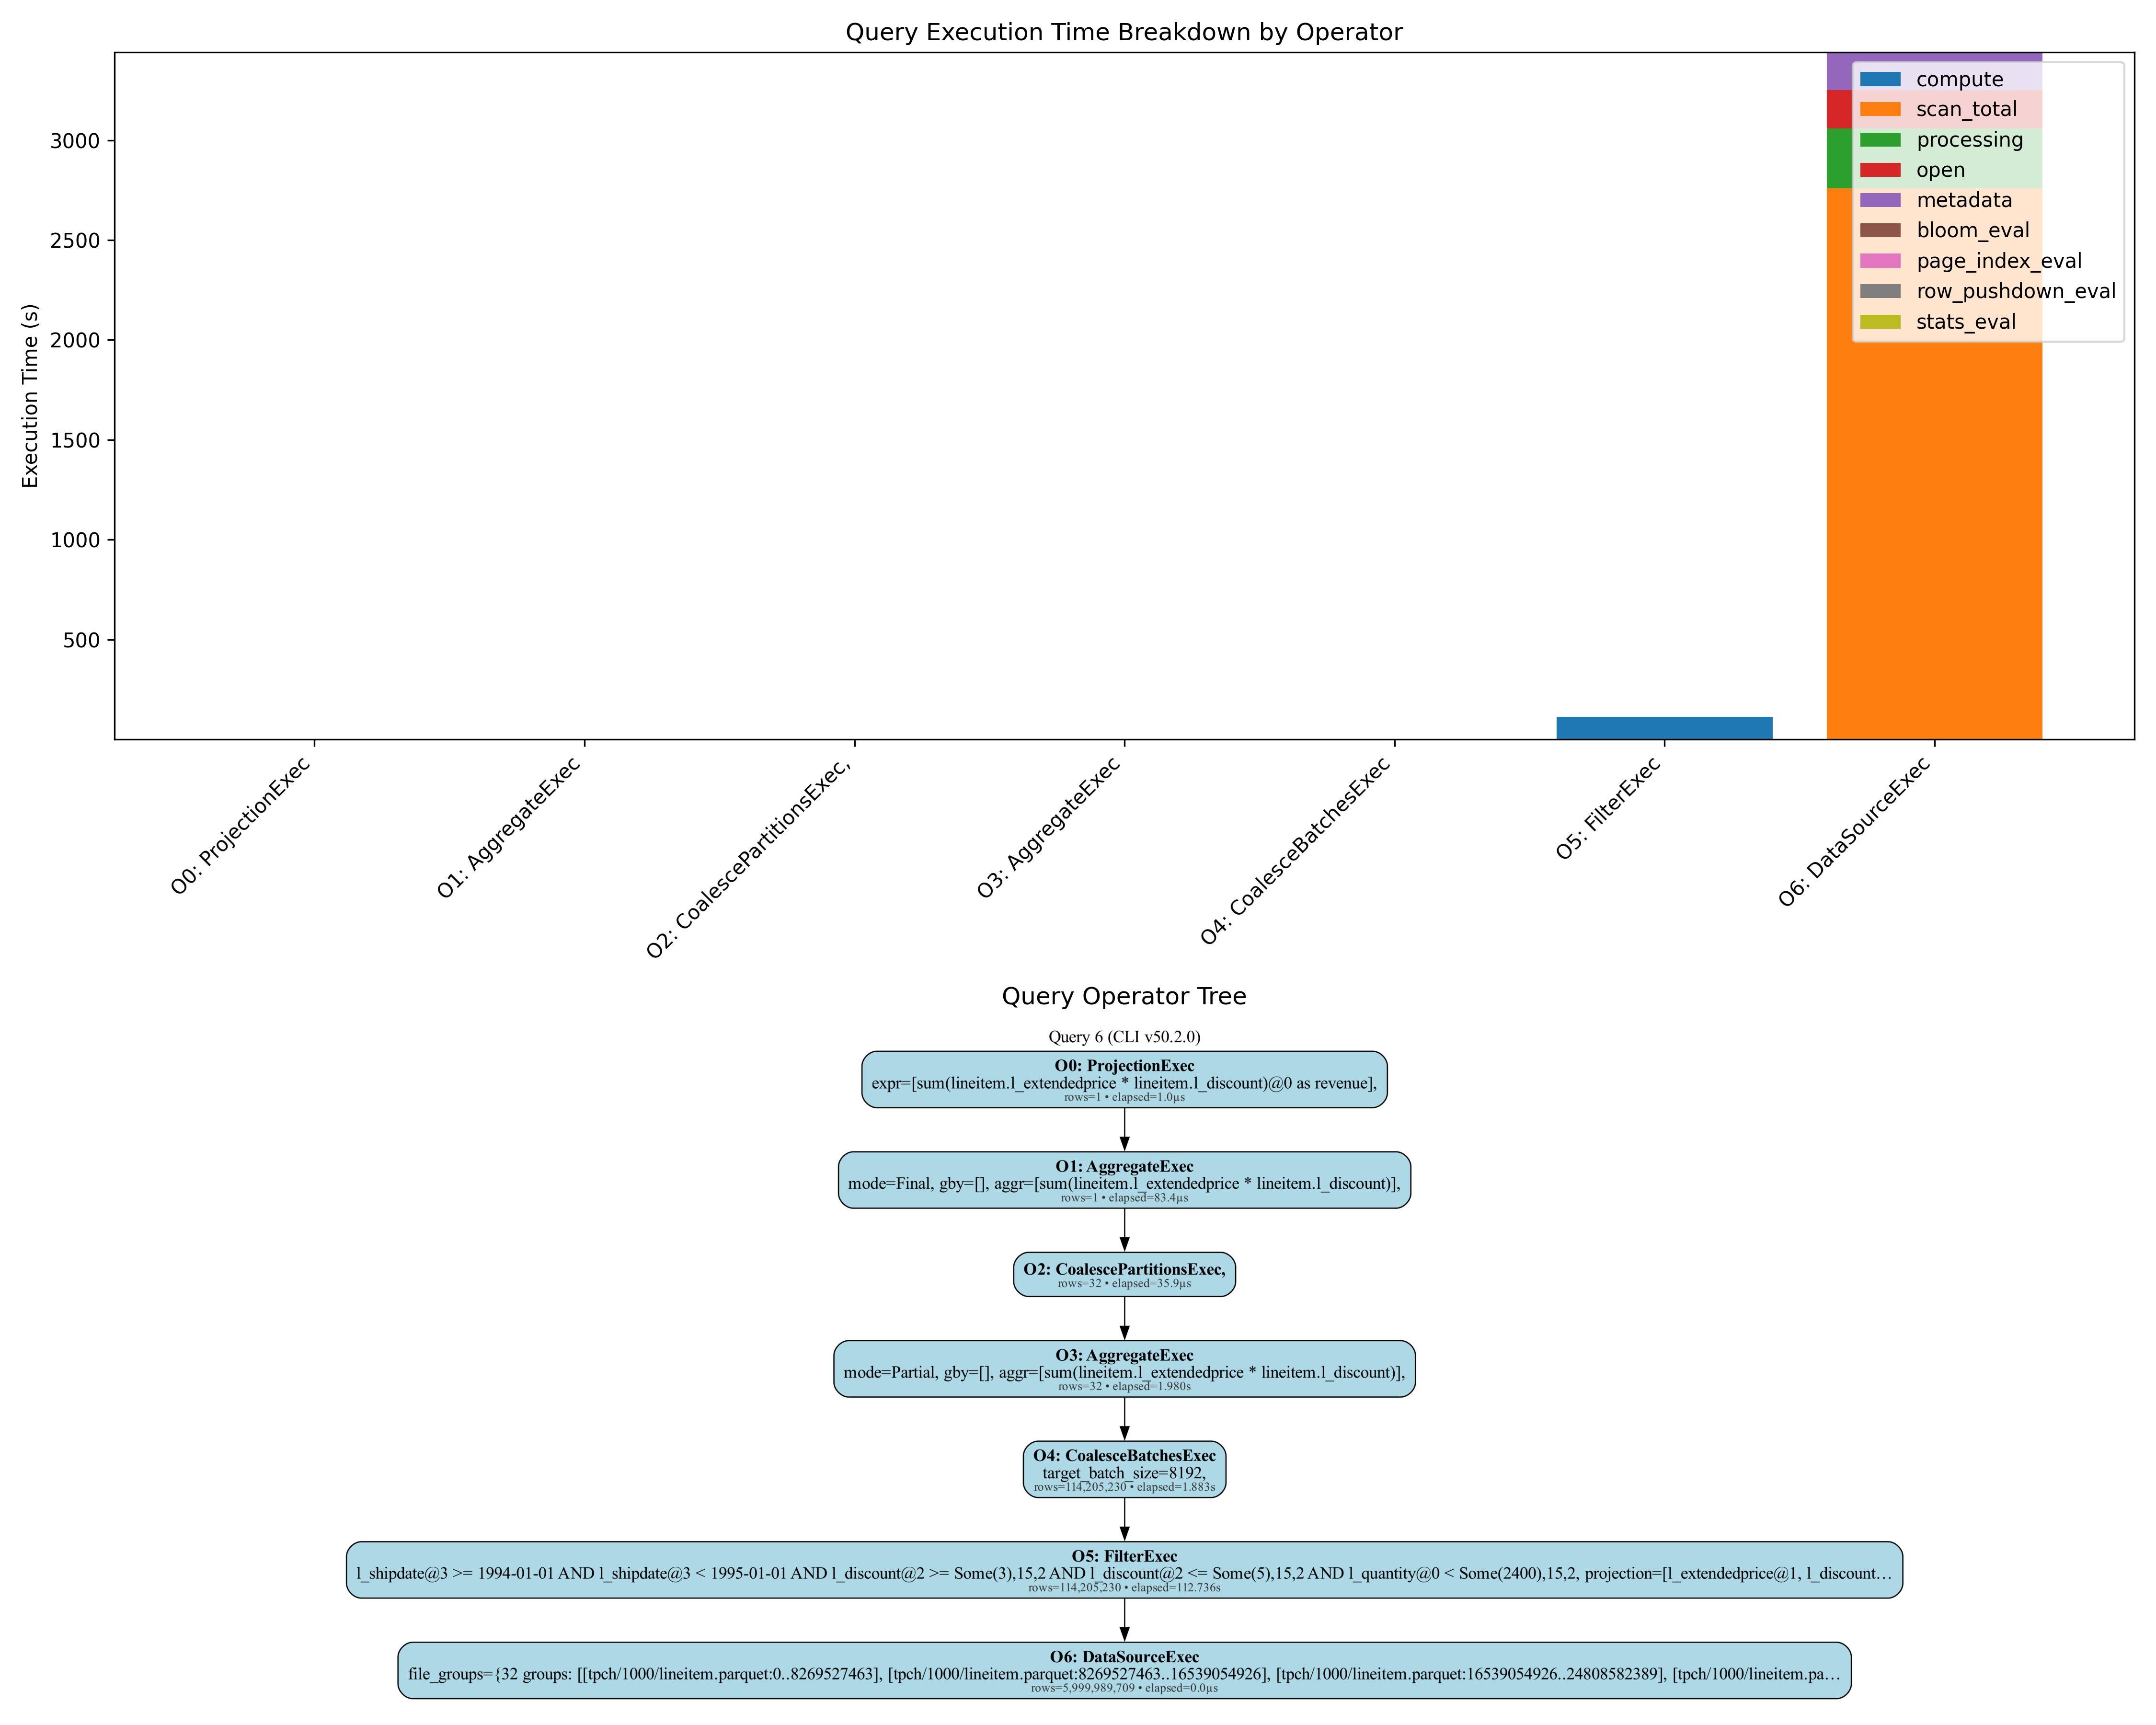 Query Execution Time Breakdown by Operator
compute
scan_total
processing
open
metadata
bloom_eval
page_index_eval
row_pushdown_eval
stats_eval
3000
2500
2000
1500
1000
500
Execution Time (s)
O0: ProjectionExec
O1: AggregateExec
O2: CoalescePartitionsExec,
O3: AggregateExec
O4: CoalesceBatchesExec
O5: FilterExec
O6: DataSourceExec
Query Operator Tree
Query 6 (CLI v50.2.0)
O0: ProjectionExec
expr=[sum(lineitem.l_extendedprice * lineitem.l_discount)@0 as revenue],
rows=1 • elapsed=1.0µs
O1: AggregateExec
mode=Final, gby=[], aggr=[sum(lineitem.l_extendedprice * lineitem.l_discount)],
rows=1 • elapsed=83.4µs
O2: CoalescePartitionsExec,
rows=32 • elapsed=35.9µs
O3: AggregateExec
mode=Partial, gby=[], aggr=[sum(lineitem.l_extendedprice * lineitem.l_discount)],
rows=32 • elapsed=1.980s
O4: CoalesceBatchesExec
target_batch_size=8192,
rows=114,205,230 • elapsed=1.883s
O5: FilterExec
l_shipdate@3 >= 1994-01-01 AND l_shipdate@3 < 1995-01-01 AND l_discount@2 >= Some(3),15,2 AND l_discount@2 <= Some(5),15,2 AND l_quantity@0 < Some(2400),15,2, projection=[l_extendedprice@1, l_discount…
rows=114,205,230 • elapsed=112.736s
O6: DataSourceExec
file_groups={32 groups: [[tpch/1000/lineitem.parquet:0..8269527463], [tpch/1000/lineitem.parquet:8269527463..16539054926], [tpch/1000/lineitem.parquet:16539054926..24808582389], [tpch/1000/lineitem.pa…
rows=5,999,989,709 • elapsed=0.0µs